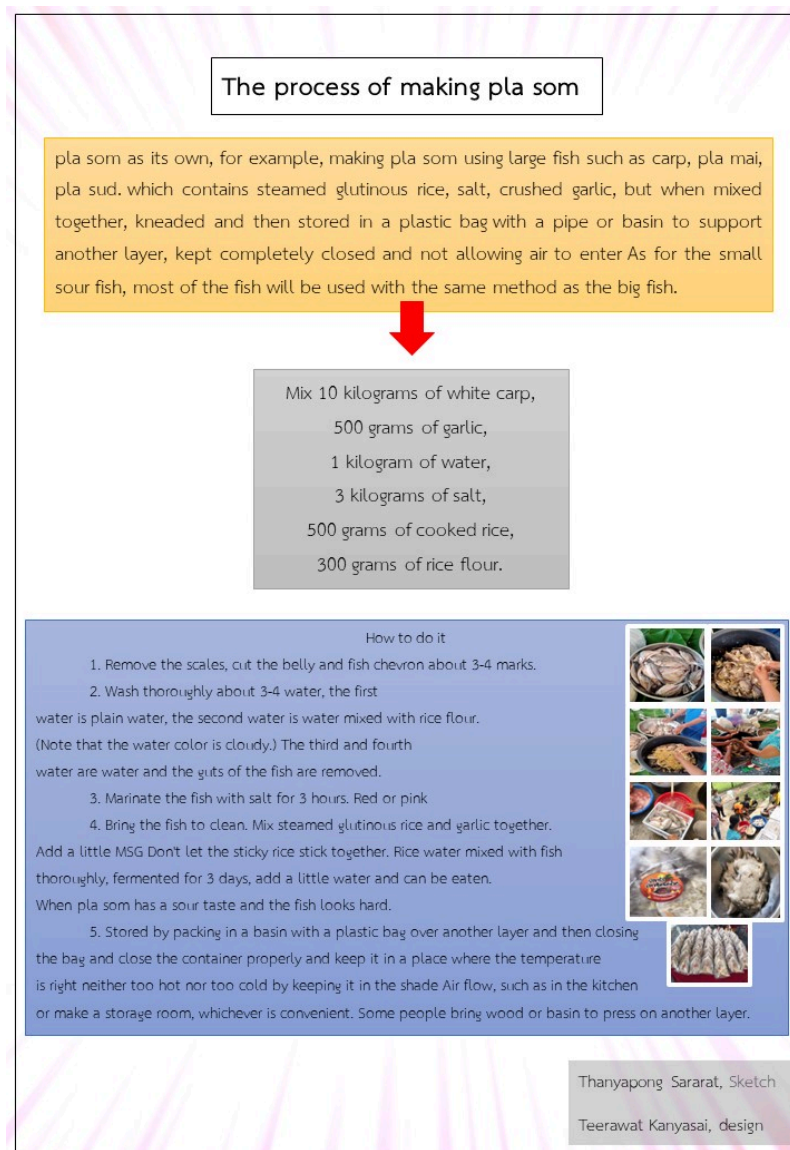 The process of making pla som
pla som as its own, for example, making pla som using large fish such as carp, pla mai,
pla sud. which contains steamed glutinous rice, salt, crushed garlic, but when mixed
together, kneaded and then stored in a plastic bag with a pipe or basin to support
another layer, kept completely closed and not allowing air to enter As for the small
sour fish, most of the fish will be used with the same method as the big fish.
Mix 10 kilograms of white carp,
500 grams of garlic,
1 kilogram of water,
3 kilograms of salt,
500 grams of cooked rice,
300 grams of rice flour.
How to do it
1. Remove the scales, cut the belly and fish chevron about 3-4 marks.
2. Wash thoroughly about 3-4 water, the first
water is plain water, the second water is water mixed with rice flour.
(Note that the water color is cloudy.) The third and fourth
water are water and the guts of the fish are removed.
3. Marinate the fish with salt for 3 hours. Red or pink
4. Bring the fish to clean. Mix steamed glutinous rice and garlic together.
Add a little MSG Don't let the sticky rice stick together. Rice water mixed with fish
thoroughly, fermented for 3 days, add a little water and can be eaten.
When pla som has a sour taste and the fish looks hard.
5. Stored by packing in a basin with a plastic bag over another layer and then closing
the bag and close the container properly and keep it in a place where the temperature
is right neither too hot nor too cold by keeping it in the shade Air flow, such as in the kitchen
or make a storage room, whichever is convenient. Some people bring wood or basin to press on another layer.
Thanyapong Sararat, Sketch
Teerawat Kanyasai, design